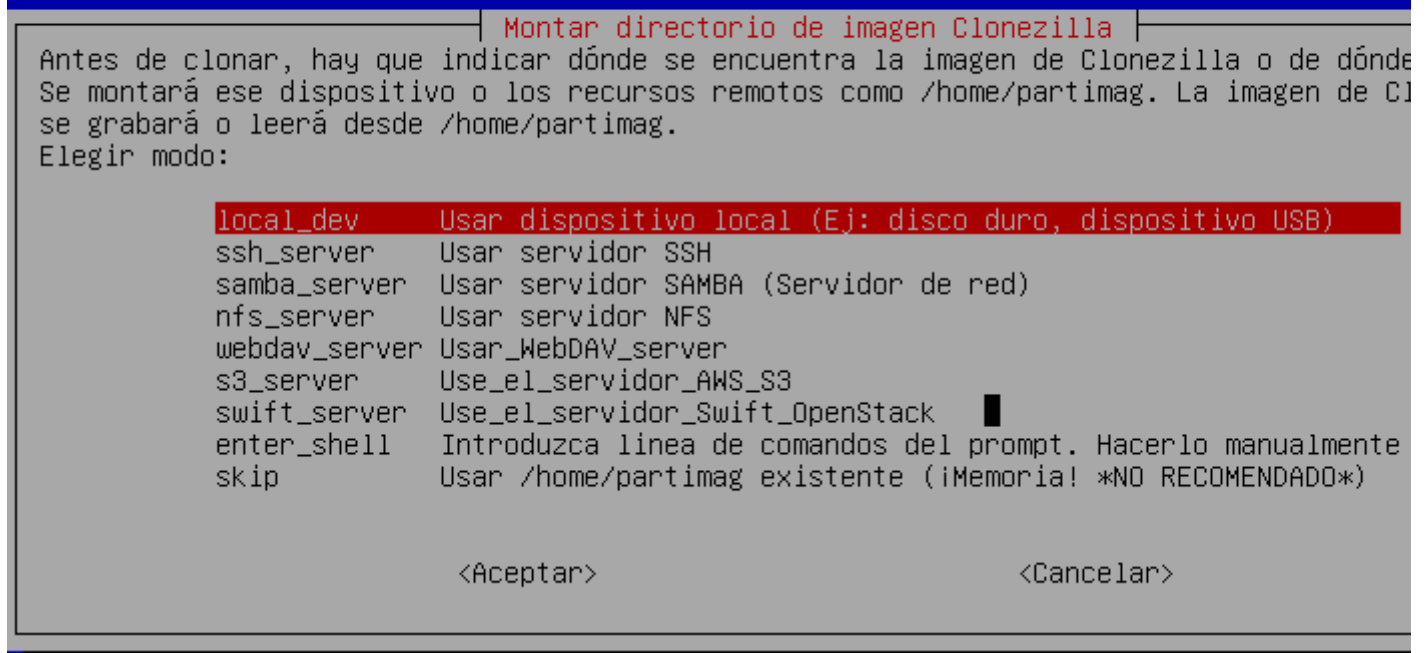 Montar directorio de imagen Clonezilla
Antes de clonar, hay que indicar dónde se encuentra la imagen de Clonezilla o de dónde
Se montará ese dispositivo o los recursos remotos como /home/partimag. La imagen de Cl
se grabará o leerá desde /home/partimag.
Elegir modo:
local_dev Usar dispositivo local (Ej: disco duro, dispositivo USB)
ssh_server Usar servidor SSH
samba_server Usar servidor SAMBA (Servidor de red)
nfs_server Usar servidor NFS
webdav_server Usar_WebDAV_server
s3_server Use_el_servidor_AWS_S3
swift_server Use_el_servidor_Swift_OpenStack
enter_shell Introduzca linea de comandos del prompt. Hacerlo manualmente
skip Usar /home/partimag existente (¡Memoria! *NO RECOMENDADO*)
<Aceptar> <Cancelar>